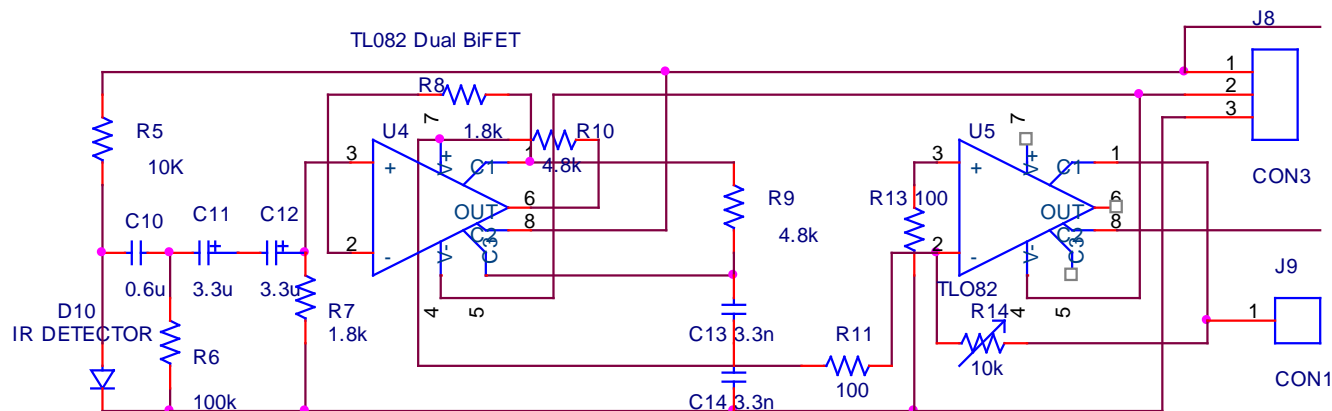 J8
TL082 Dual BiFET
1
2
3
CON3
R5
10K
R8
1.8k
R10
4.8k
U4
7
V+
3
+
2
-
C1
1
OUT
6
C2
8
C3
V-
4
5
R9
4.8k
U5
7
V+
3
+
2
-
C1
1
OUT
6
C2
8
C3
V-
4
5
TLO82
R13 100
C10
0.6u
C11
3.3u
C12
3.3u
D10
IR DETECTOR
R6
100k
R7
1.8k
C13 3.3n
C14 3.3n
R11
100
R14
10k
J9
1
CON1